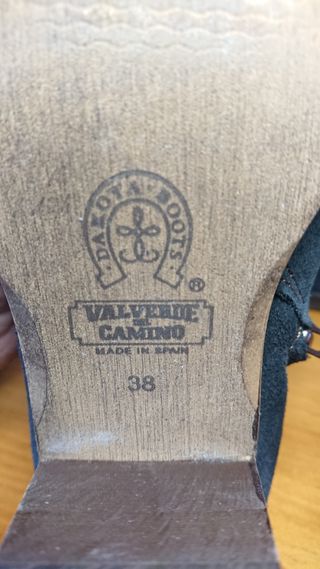 DAKOTA BOOTS
®
VALVERDE
DEL
CAMINO
MADE IN SPAIN
38